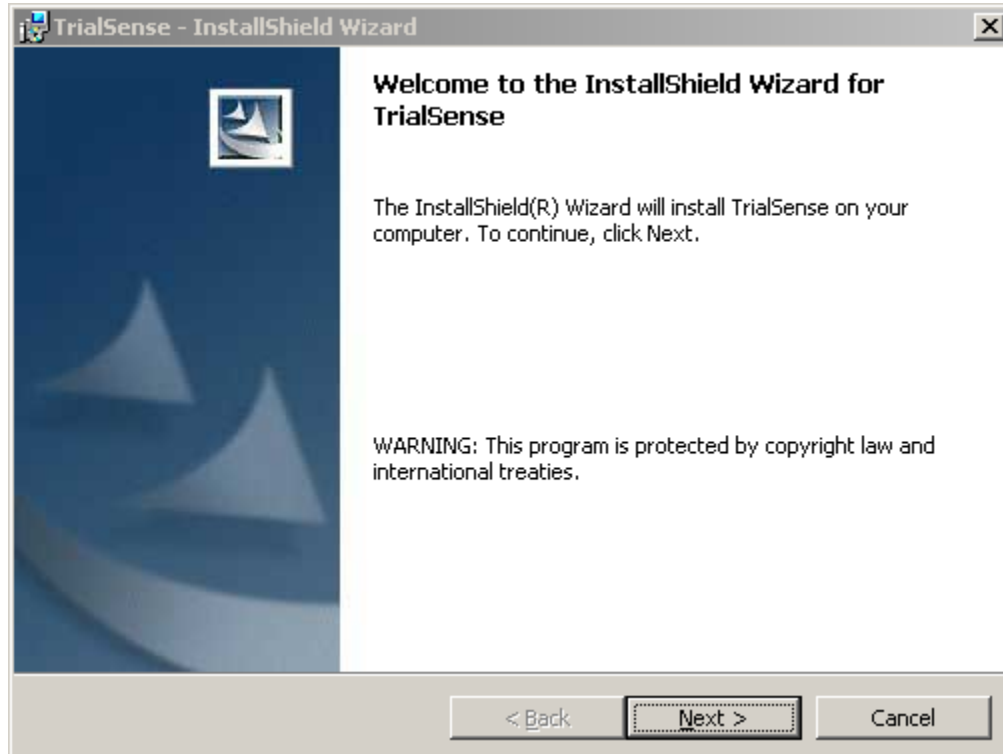 TrialSense - InstallShield Wizard
Welcome to the InstallShield Wizard for
TrialSense
The InstallShield(R) Wizard will install TrialSense on your
computer. To continue, click Next.
WARNING: This program is protected by copyright law and
international treaties.
< Back
Next >
Cancel